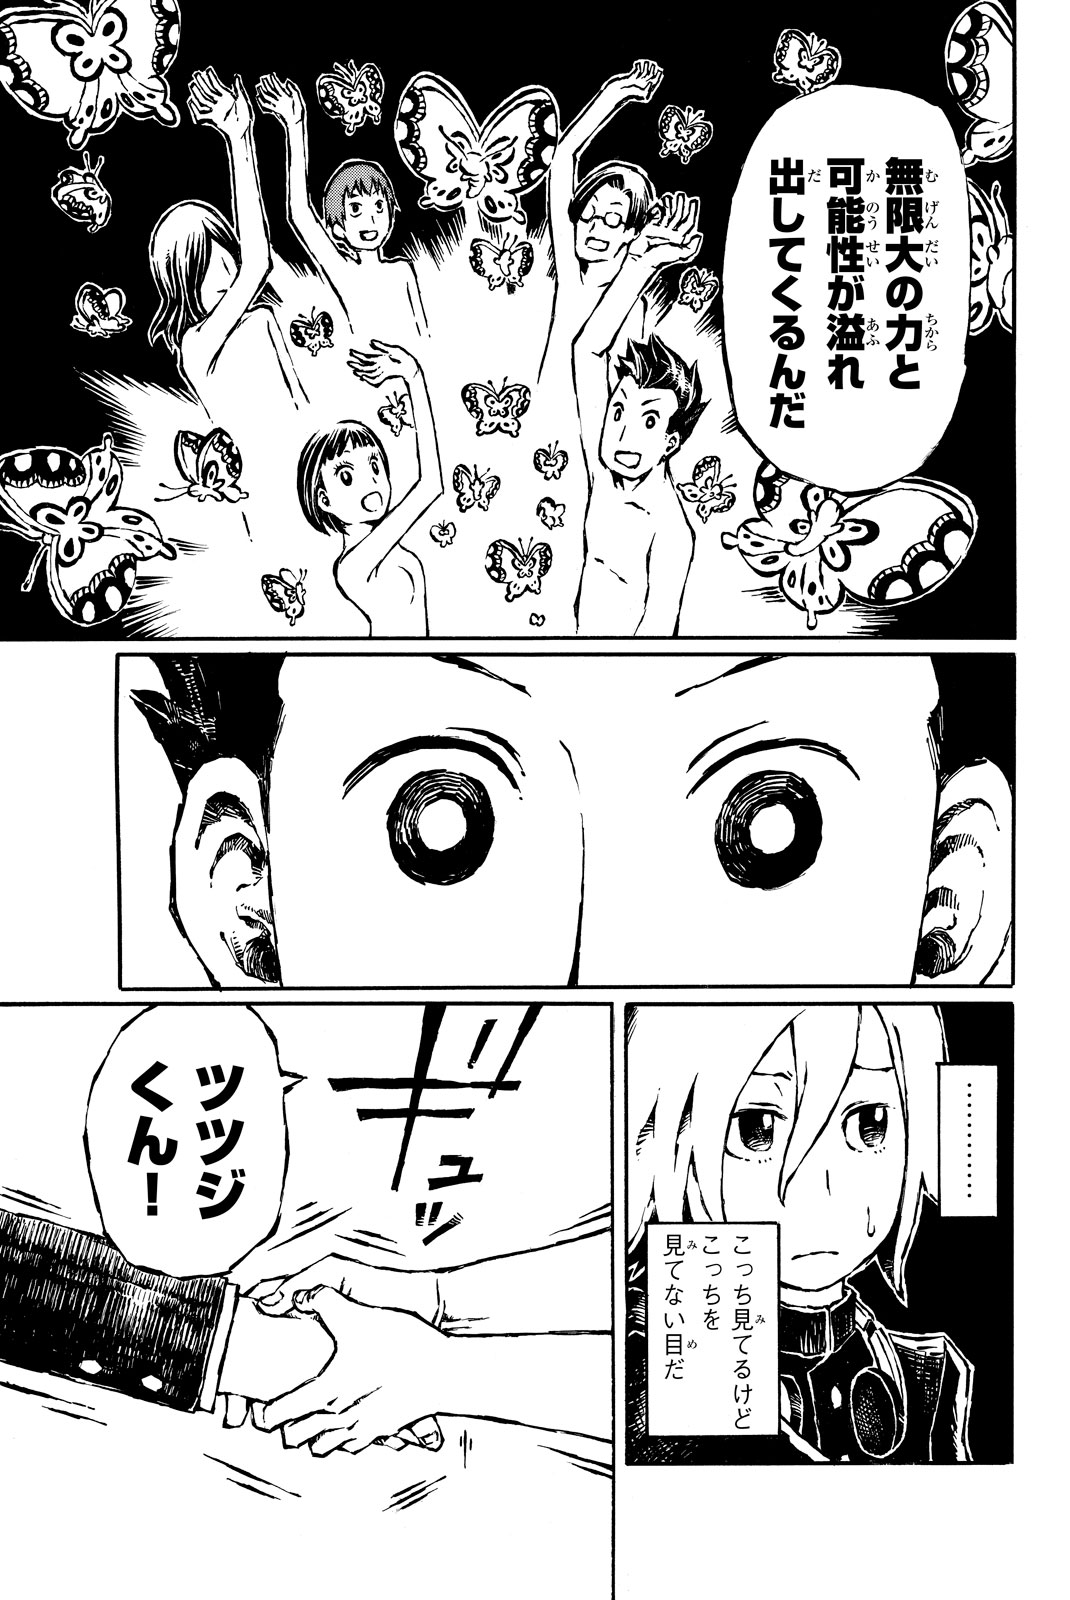 無限大の力と
可能性が溢れ
出してくるんだ
…………
こっち見てるけど
こっちを
見てない目だ
ギュッ
ツツジ
くん!